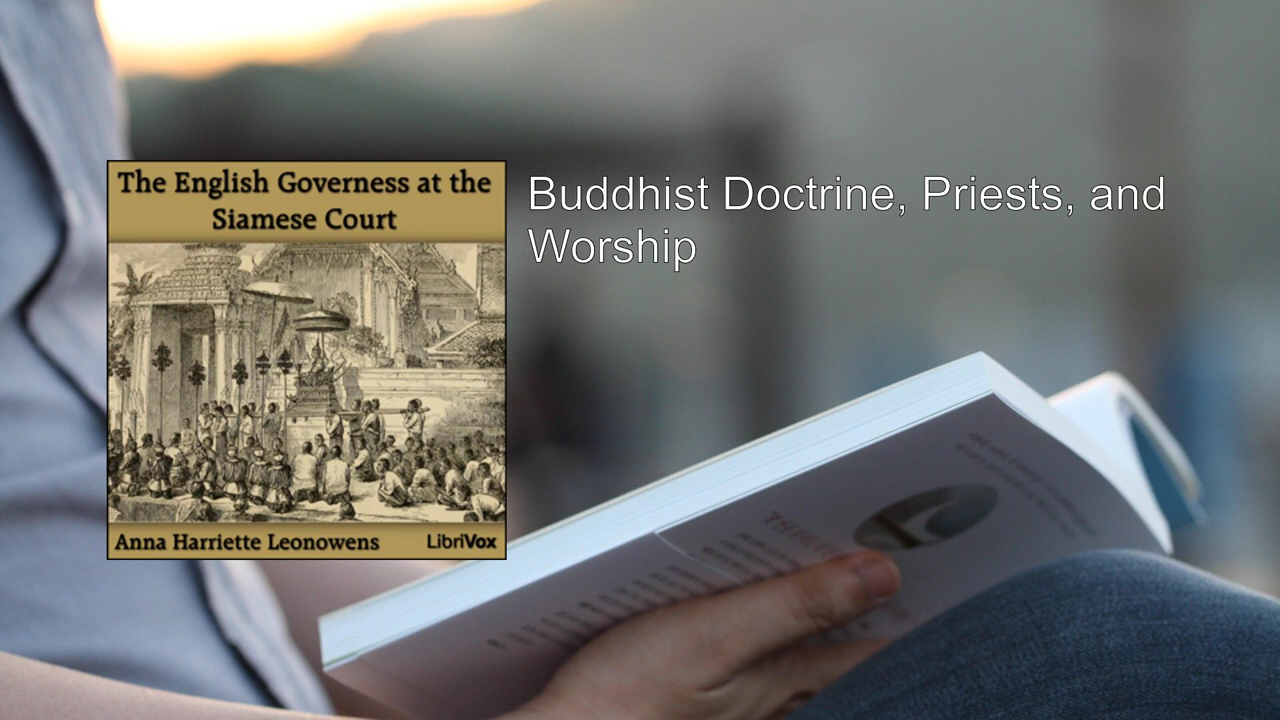 The English Governess at the
Siamese Court
Anna Harriette Leonowens
LibriVox
Buddhist Doctrine, Priests, and
Worship